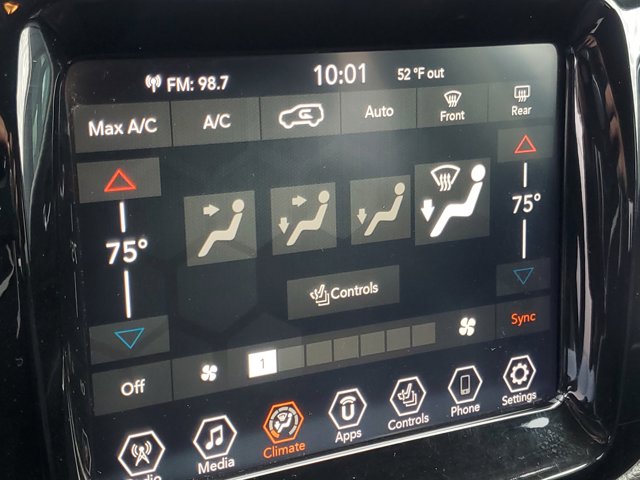 FM: 98.7 10:01 52 °F out
Max A/C A/C Auto Front Rear
75° 75°
Controls
Off 1 Sync
Radio Media Climate Apps Controls Phone Settings